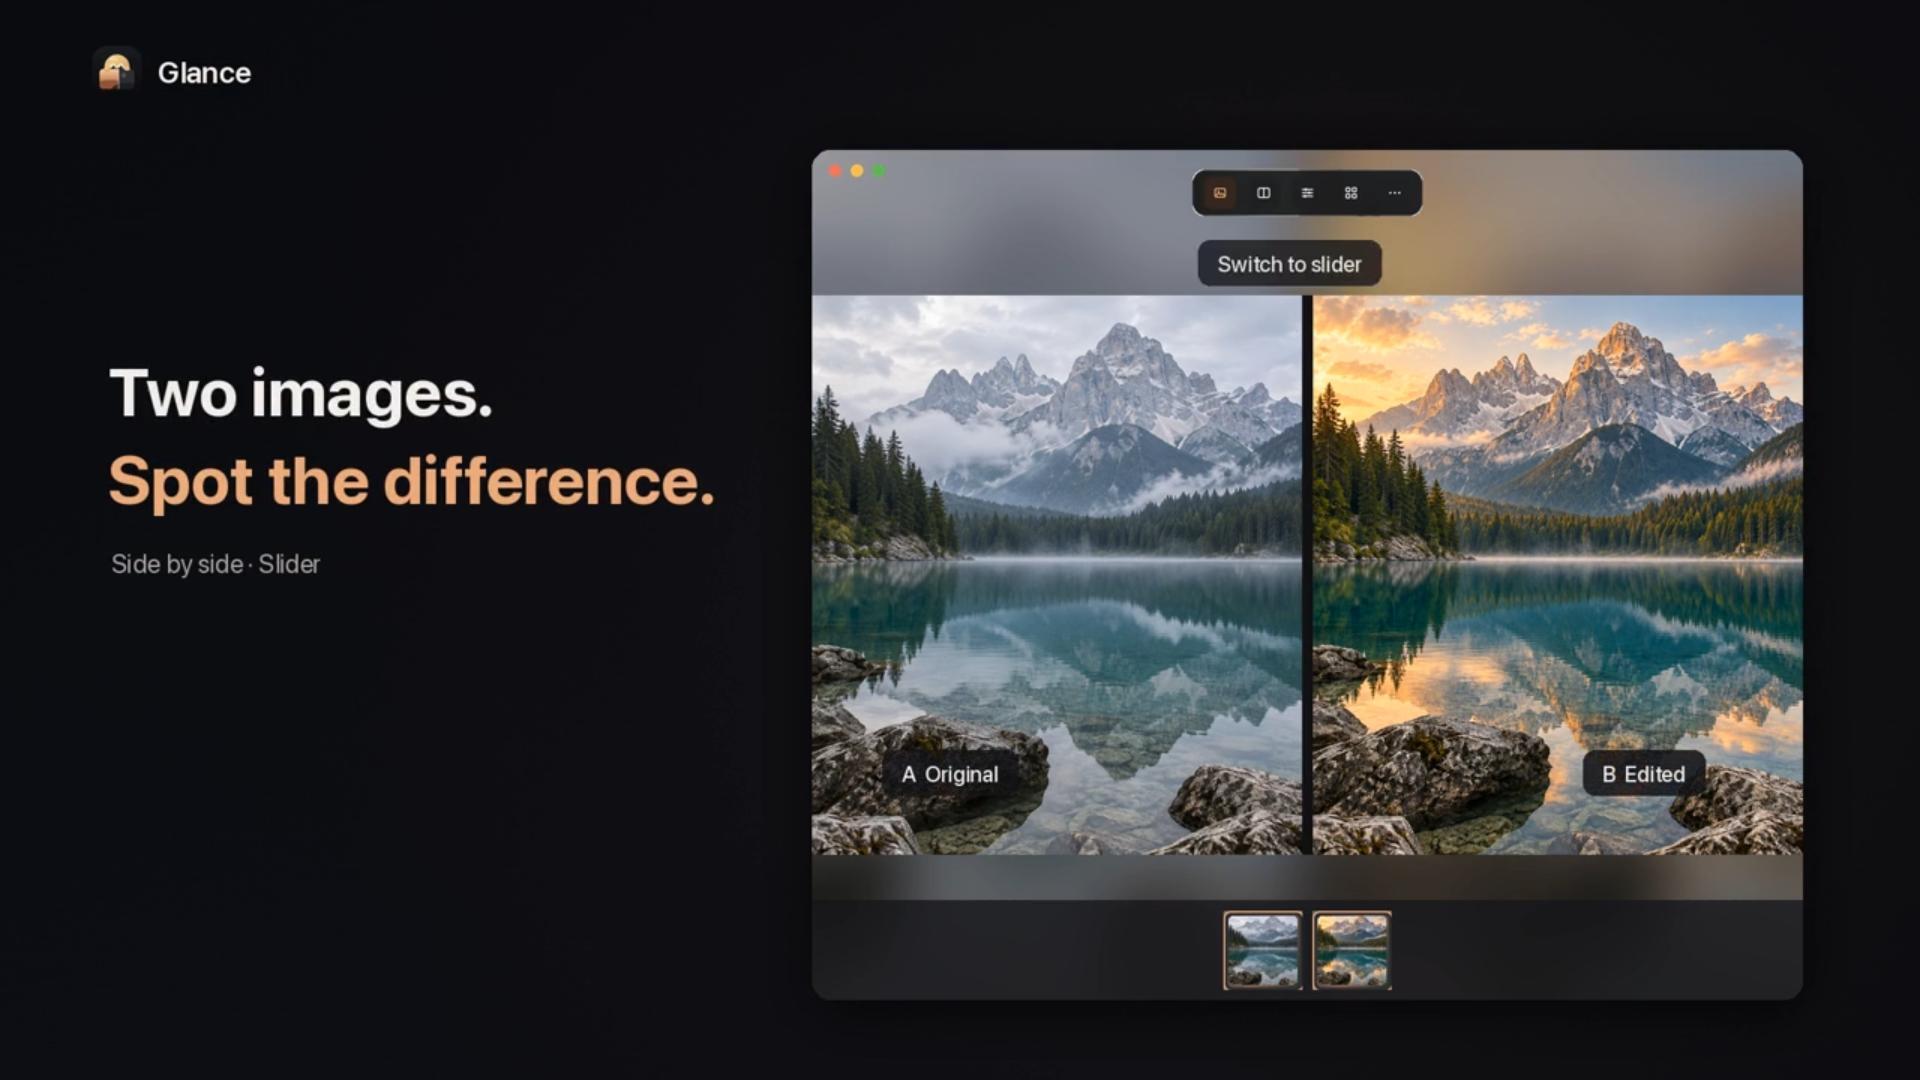 Glance
Two images.
Spot the difference.
Side by side · Slider
Switch to slider
A Original
B Edited